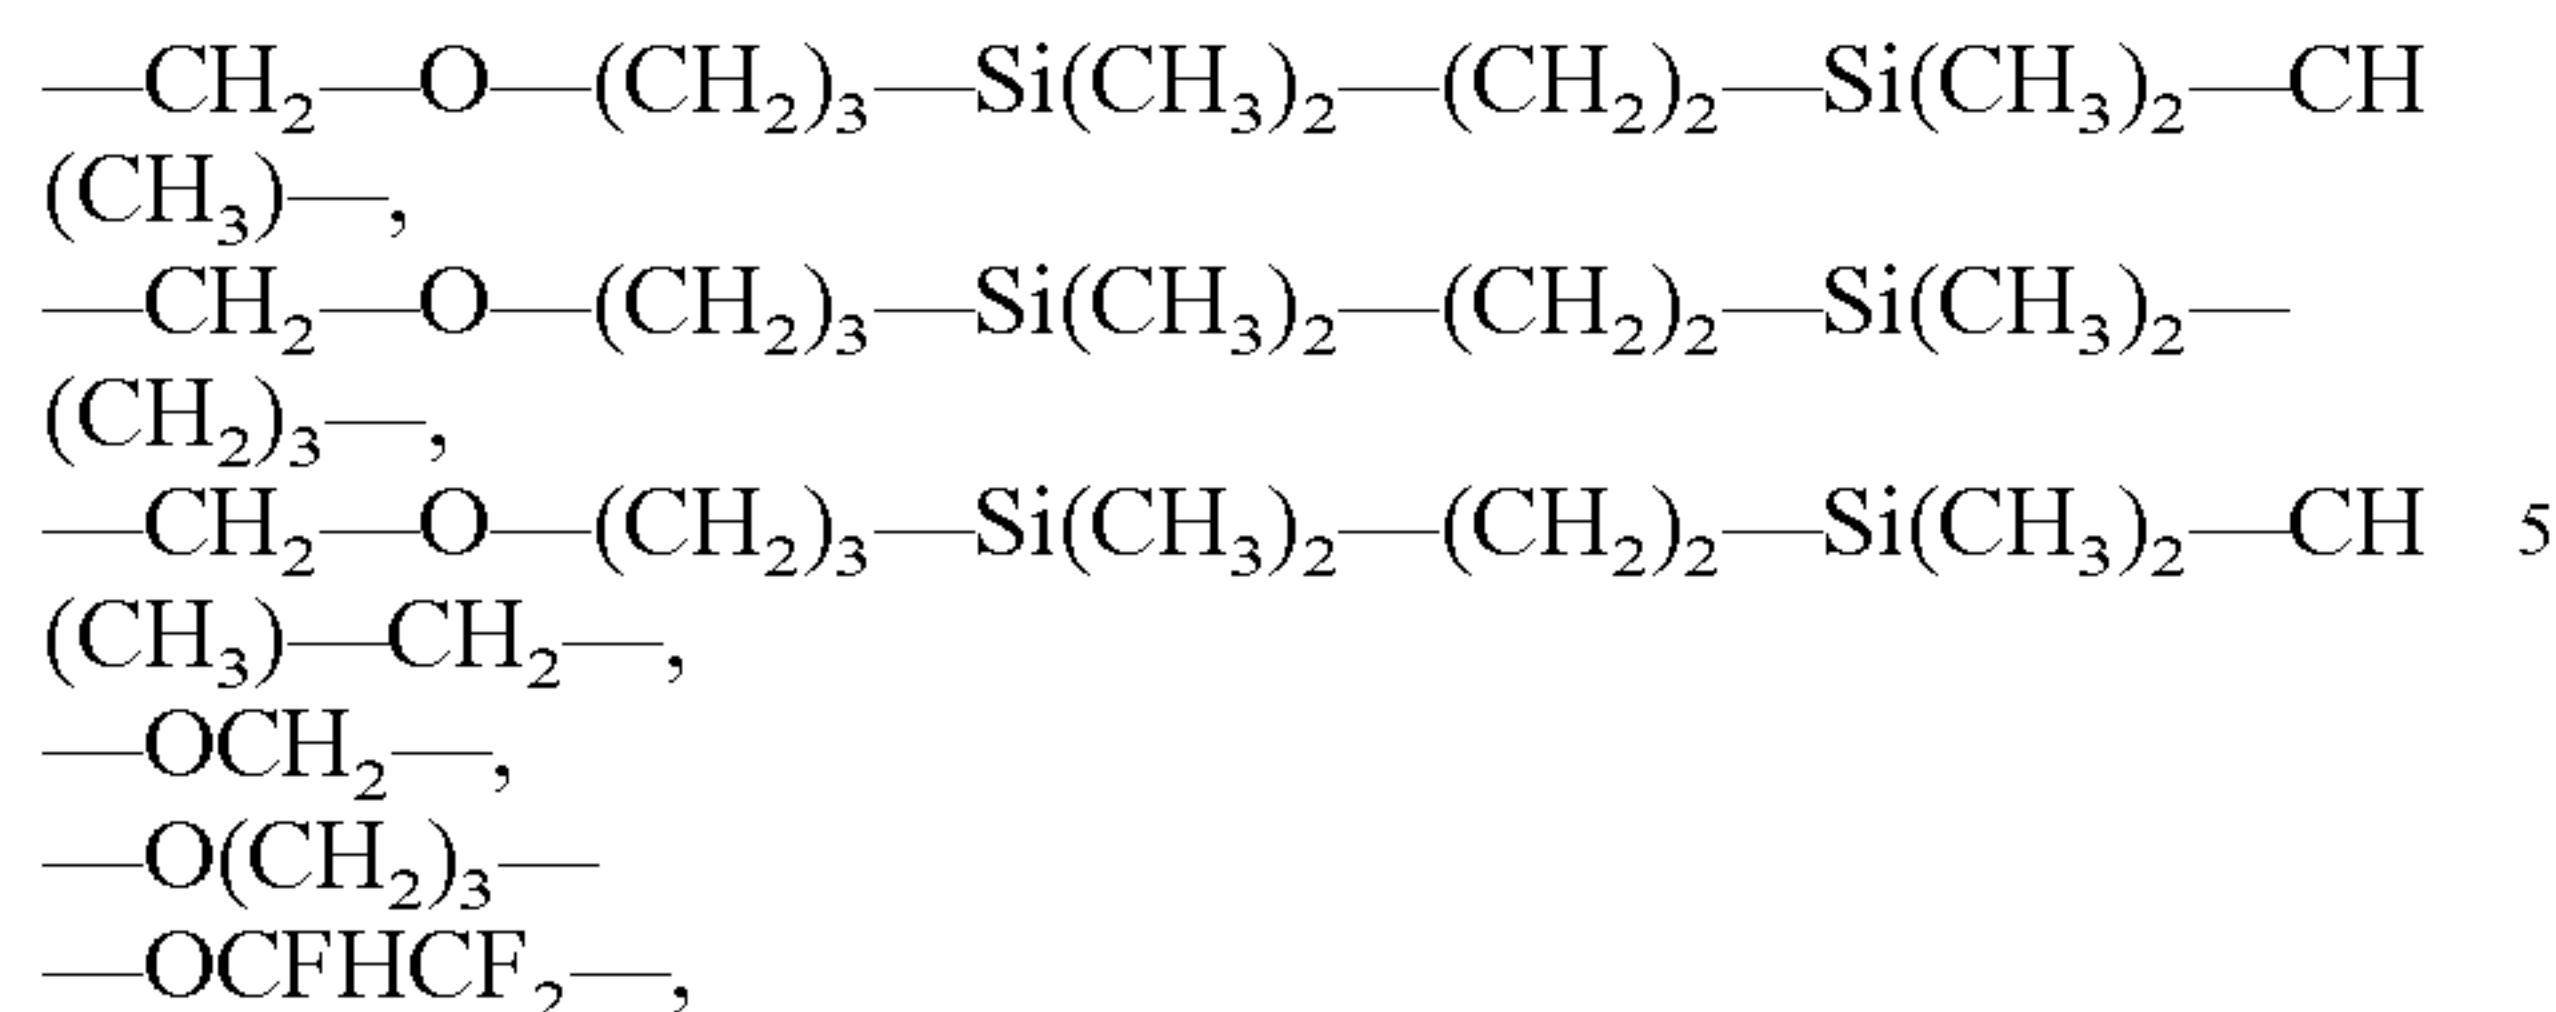 —CH₂—O—(CH₂)₃—Si(CH₃)₂—(CH₂)₂—Si(CH₃)₂—CH
(CH₃)—,
—CH₂—O—(CH₂)₃—Si(CH₃)₂—(CH₂)₂—Si(CH₃)₂—
(CH₂)₃—,
—CH₂—O—(CH₂)₃—Si(CH₃)₂—(CH₂)₂—Si(CH₃)₂—CH 5
(CH₃)—CH₂—,
—OCH₂—,
—O(CH₂)₃—
—OCFHCF₂—,